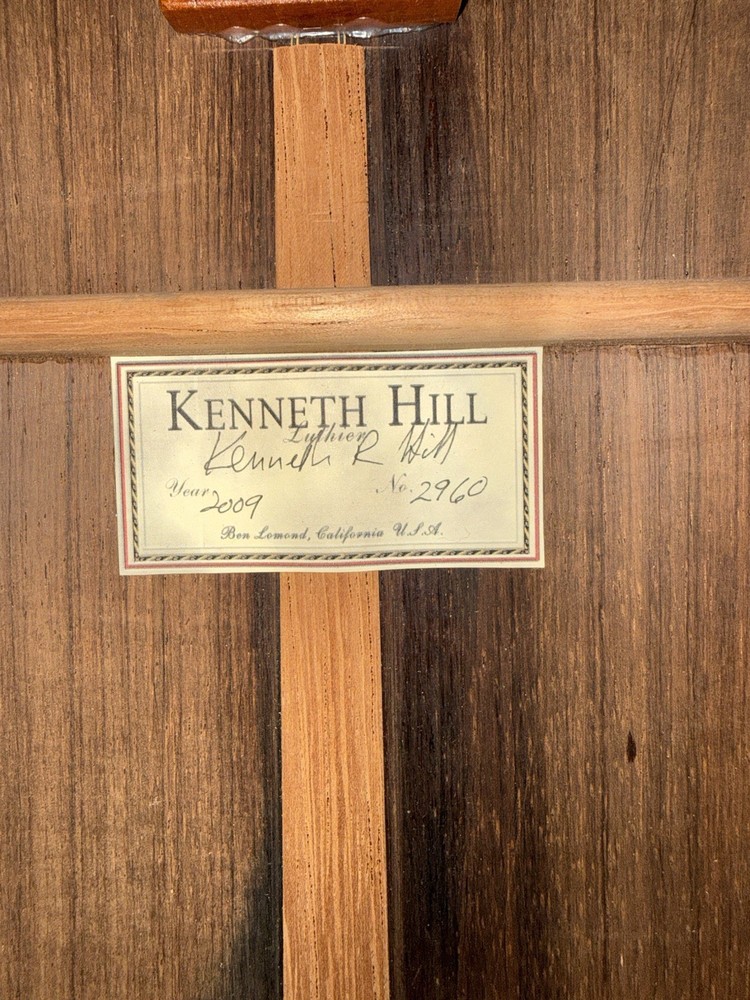 KENNETH HILL
Luthier
Kenneth R Hill
Year 2009 No. 2960
Ben Lomond, California U.S.A.